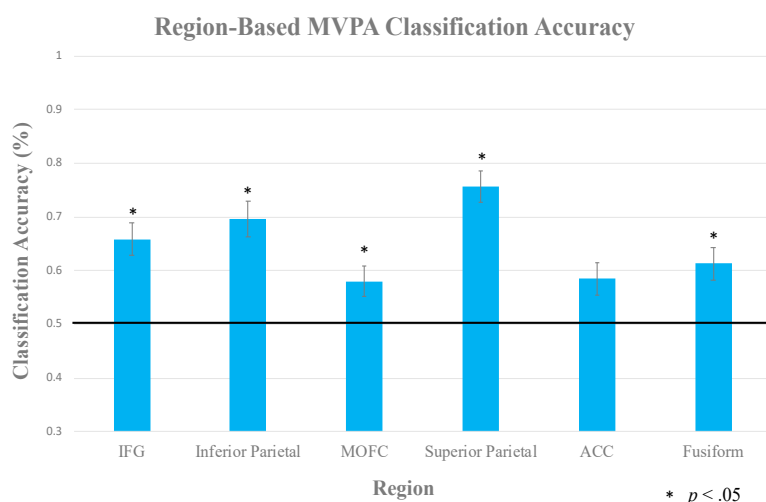 Region-Based MVPA Classification Accuracy
Classification Accuracy (%)
1
0.9
0.8
0.7
0.6
0.5
0.4
0.3
*
*
*
*
*
IFG
Inferior Parietal
MOFC
Superior Parietal
ACC
Fusiform
Region
* p < .05